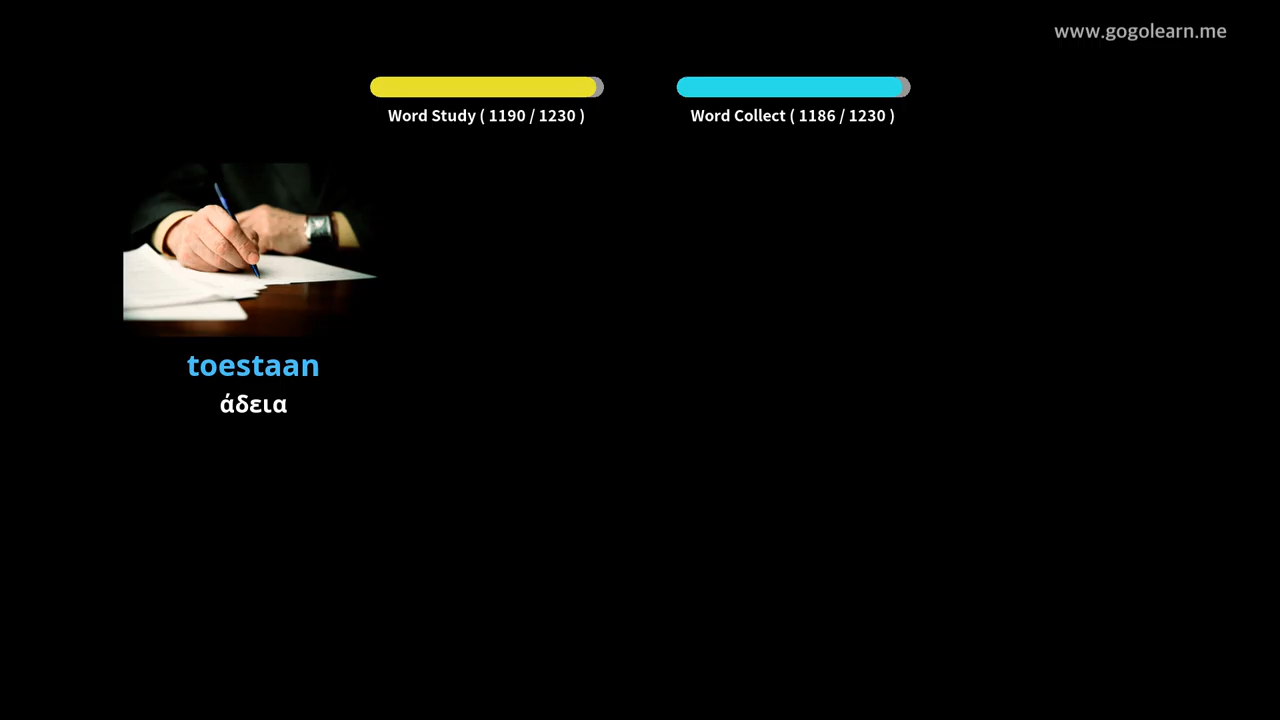 www.gogolearn.me
Word Study ( 1190 / 1230 )
Word Collect ( 1186 / 1230 )
toestaan
άδεια